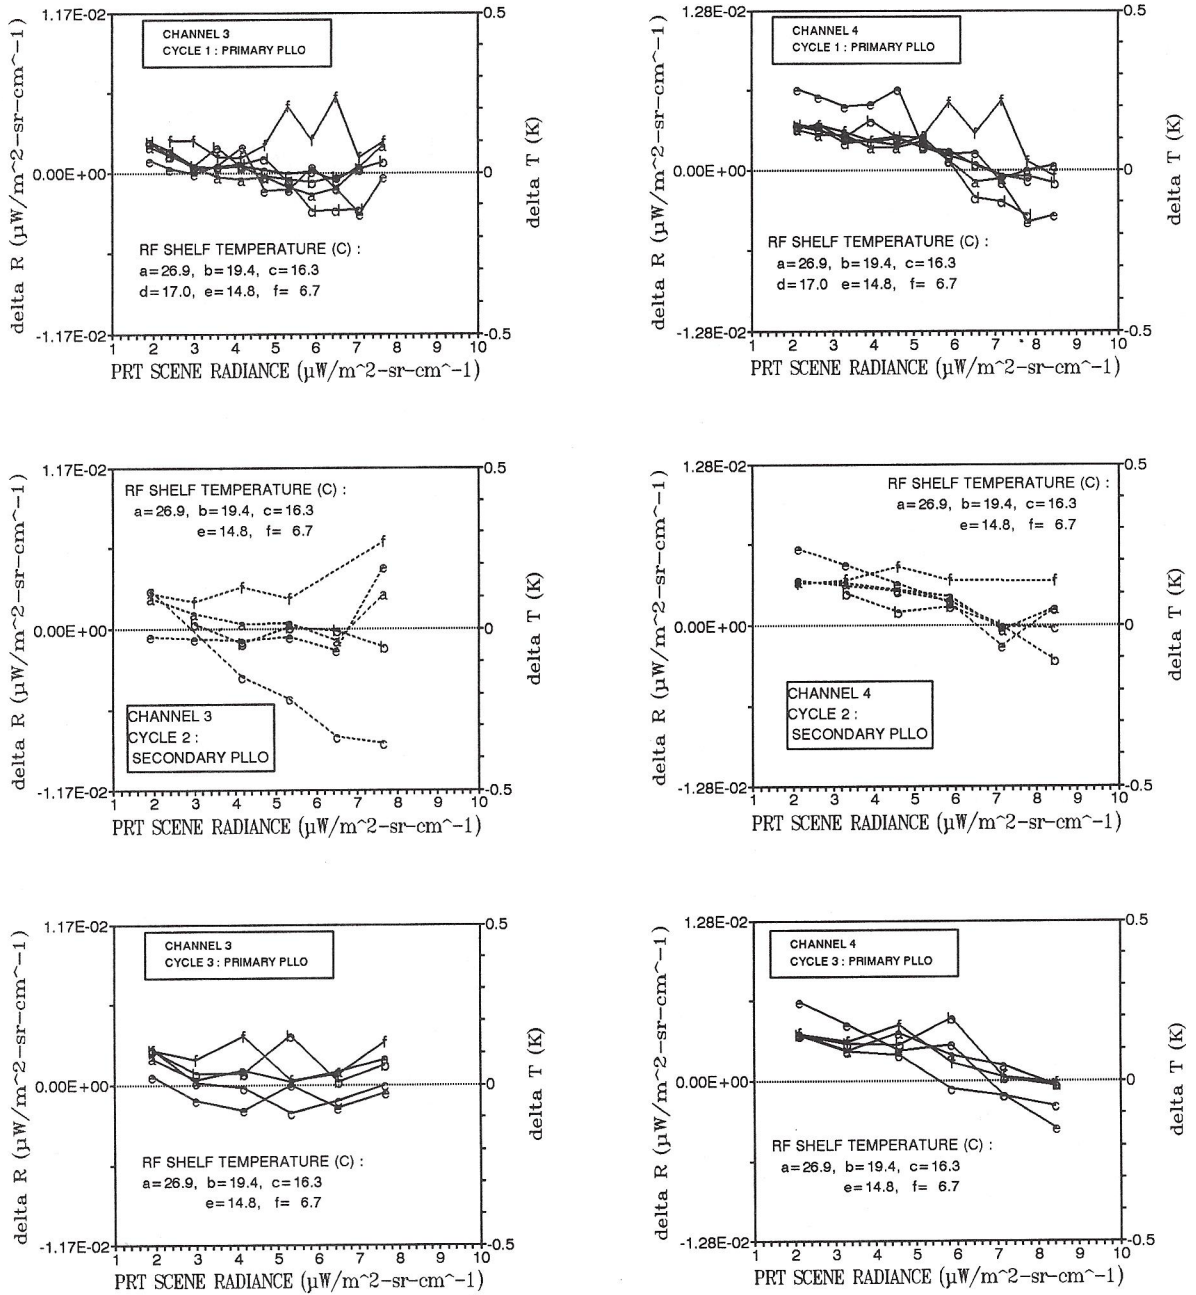 1.17E-02
0.5
CHANNEL 3
CYCLE 1 : PRIMARY PLLO
0.00E+00
0
delta R (µW/m^2-sr-cm^-1)
delta T (K)
RF SHELF TEMPERATURE (C) :
a=26.9, b=19.4, c=16.3
d=17.0, e=14.8, f= 6.7
-1.17E-02
-0.5
1 2 3 4 5 6 7 8 9 10
PRT SCENE RADIANCE (µW/m^2-sr-cm^-1)
1.28E-02
0.5
CHANNEL 4
CYCLE 1 : PRIMARY PLLO
0.00E+00
0
delta R (µW/m^2-sr-cm^-1)
delta T (K)
RF SHELF TEMPERATURE (C) :
a=26.9, b=19.4, c=16.3
d=17.0 e=14.8, f= 6.7
-1.28E-02
-0.5
1 2 3 4 5 6 7 8 9 10
PRT SCENE RADIANCE (µW/m^2-sr-cm^-1)
1.17E-02
0.5
RF SHELF TEMPERATURE (C) :
a=26.9, b=19.4, c=16.3
e=14.8, f= 6.7
0.00E+00
0
delta R (µW/m^2-sr-cm^-1)
delta T (K)
CHANNEL 3
CYCLE 2 :
SECONDARY PLLO
-1.17E-02
-0.5
1 2 3 4 5 6 7 8 9 10
PRT SCENE RADIANCE (µW/m^2-sr-cm^-1)
1.28E-02
0.5
RF SHELF TEMPERATURE (C) :
a=26.9, b=19.4, c=16.3
e=14.8, f= 6.7
0.00E+00
0
delta R (µW/m^2-sr-cm^-1)
delta T (K)
CHANNEL 4
CYCLE 2 :
SECONDARY PLLO
-1.28E-02
-0.5
1 2 3 4 5 6 7 8 9 10
PRT SCENE RADIANCE (µW/m^2-sr-cm^-1)
1.17E-02
0.5
CHANNEL 3
CYCLE 3 : PRIMARY PLLO
0.00E+00
0
delta R (µW/m^2-sr-cm^-1)
delta T (K)
RF SHELF TEMPERATURE (C) :
a=26.9, b=19.4, c=16.3
e=14.8, f= 6.7
-1.17E-02
-0.5
1 2 3 4 5 6 7 8 9 10
PRT SCENE RADIANCE (µW/m^2-sr-cm^-1)
1.28E-02
0.5
CHANNEL 4
CYCLE 3 : PRIMARY PLLO
0.00E+00
0
delta R (µW/m^2-sr-cm^-1)
delta T (K)
RF SHELF TEMPERATURE (C) :
a=26.9, b=19.4, c=16.3
e=14.8, f= 6.7
-1.28E-02
-0.5
1 2 3 4 5 6 7 8 9 10
PRT SCENE RADIANCE (µW/m^2-sr-cm^-1)